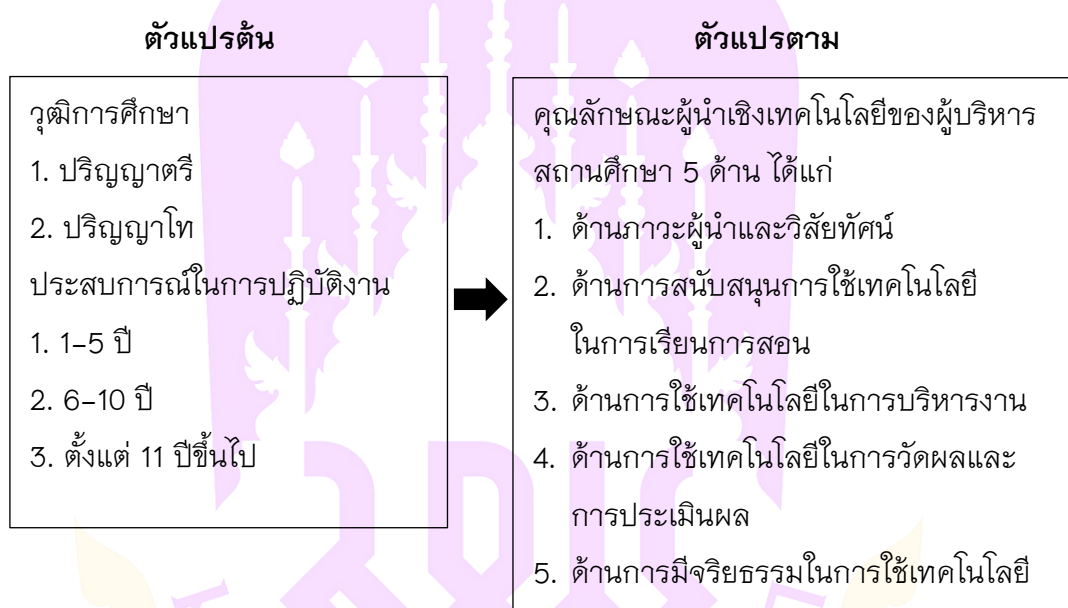 ตัวแปรต้น
วุฒิการศึกษา
1. ปริญญาตรี
2. ปริญญาโท
ประสบการณ์ในการปฏิบัติงาน
1. 1–5 ปี
2. 6–10 ปี
3. ตั้งแต่ 11 ปีขึ้นไป
ตัวแปรตาม
คุณลักษณะผู้นำเชิงเทคโนโลยีของผู้บริหาร
สถานศึกษา 5 ด้าน ได้แก่
1. ด้านภาวะผู้นำและวิสัยทัศน์
2. ด้านการสนับสนุนการใช้เทคโนโลยี
ในการเรียนการสอน
3. ด้านการใช้เทคโนโลยีในการบริหารงาน
4. ด้านการใช้เทคโนโลยีในการวัดผลและ
การประเมินผล
5. ด้านการมีจริยธรรมในการใช้เทคโนโลยี